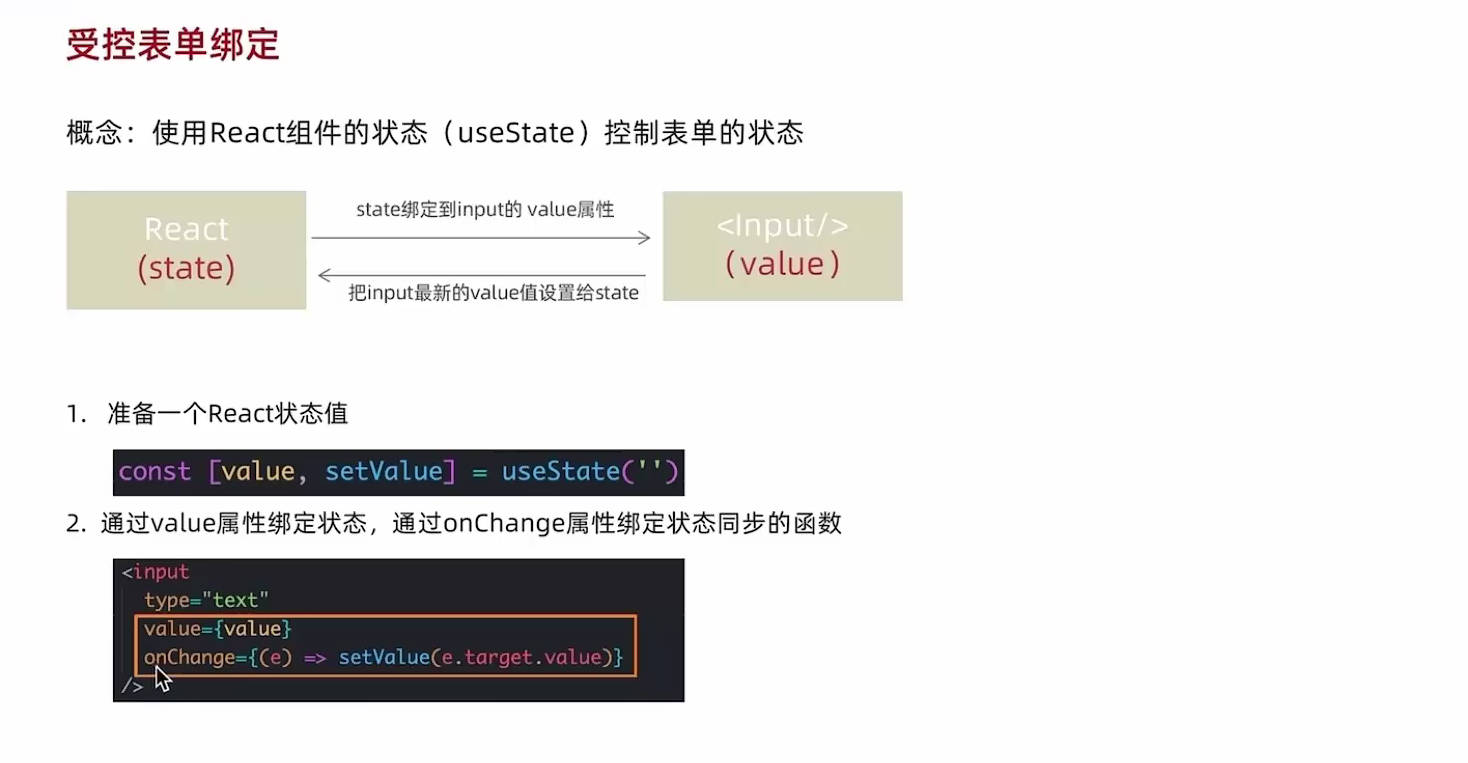 受控表单绑定
概念：使用React组件的状态（useState）控制表单的状态
state绑定到input的 value属性
React
(state)
<Input/>
(value)
把input最新的value值设置给state
1. 准备一个React状态值
const [value, setValue] = useState('')
2. 通过value属性绑定状态，通过onChange属性绑定状态同步的函数
<input
type="text"
value={value}
onChange={(e) => setValue(e.target.value)}
/>